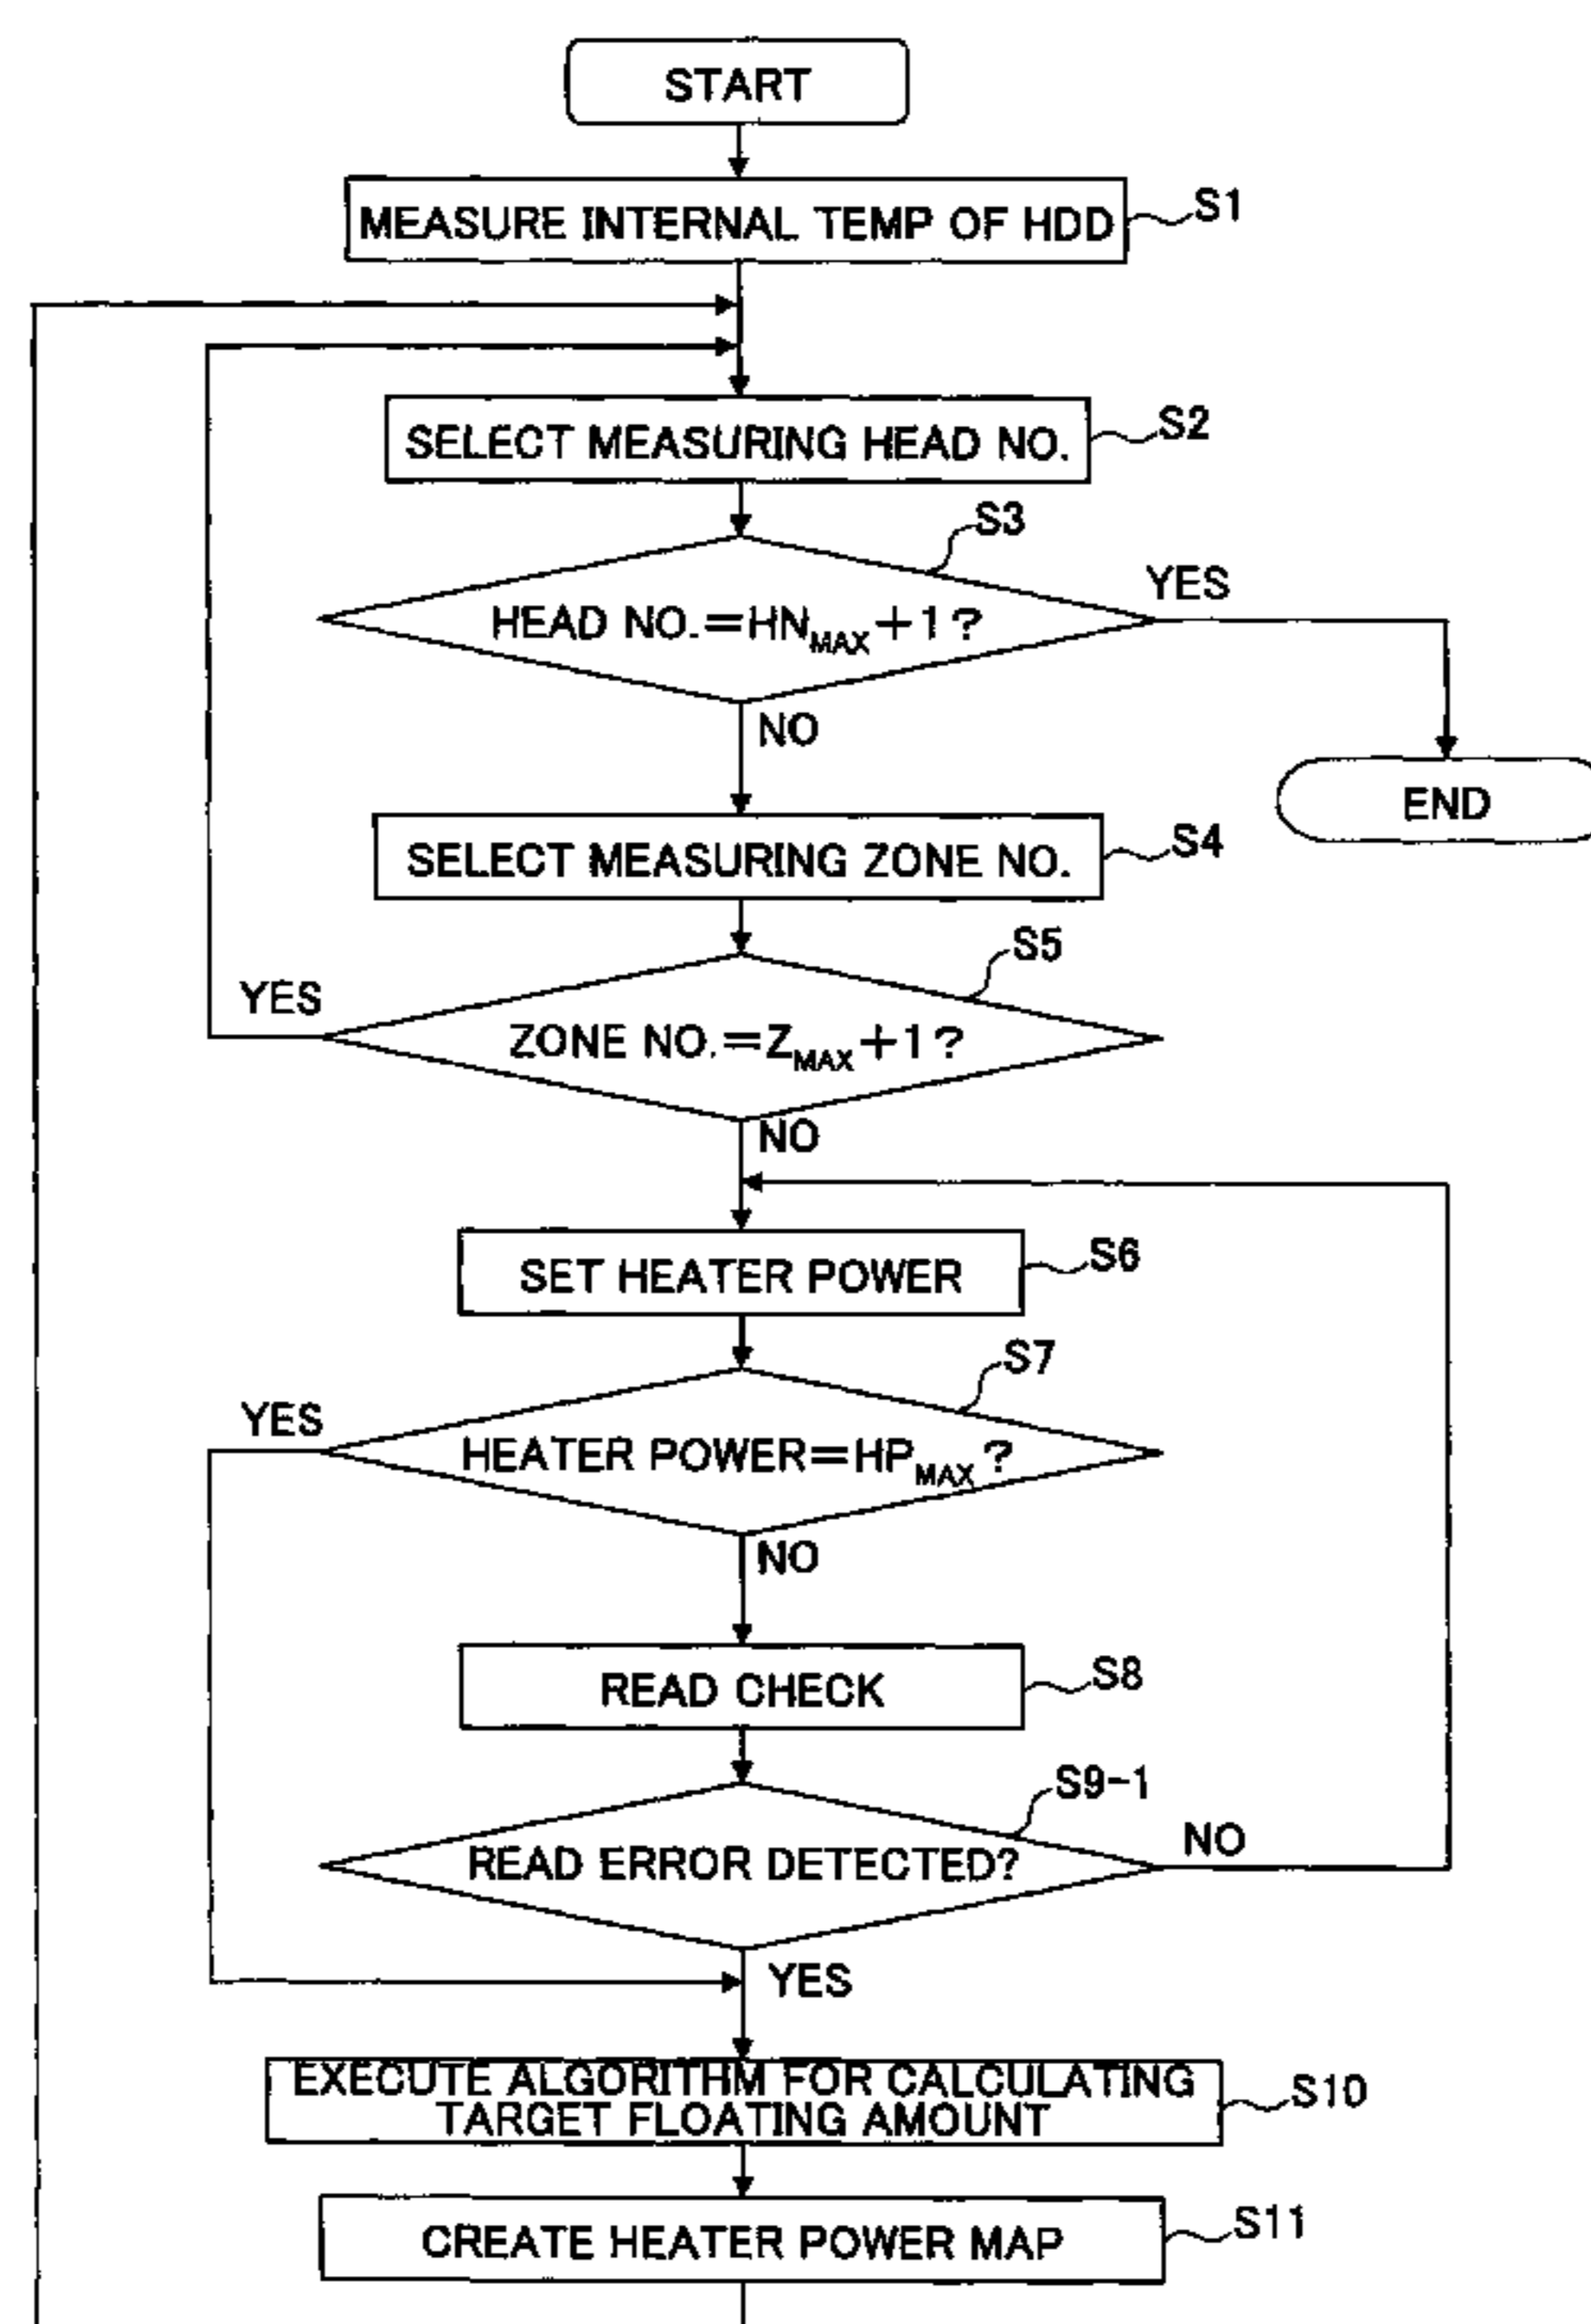 START
MEASURE INTERNAL TEMP OF HDD
S1
SELECT MEASURING HEAD NO.
S2
S3
HEAD NO.=HNMAX+1?
YES
NO
END
SELECT MEASURING ZONE NO.
S4
S5
YES
ZONE NO.=ZMAX+1?
NO
SET HEATER POWER
S6
S7
YES
HEATER POWER=HPMAX?
NO
READ CHECK
S8
S9-1
READ ERROR DETECTED?
NO
YES
EXECUTE ALGORITHM FOR CALCULATING
TARGET FLOATING AMOUNT
S10
CREATE HEATER POWER MAP
S11